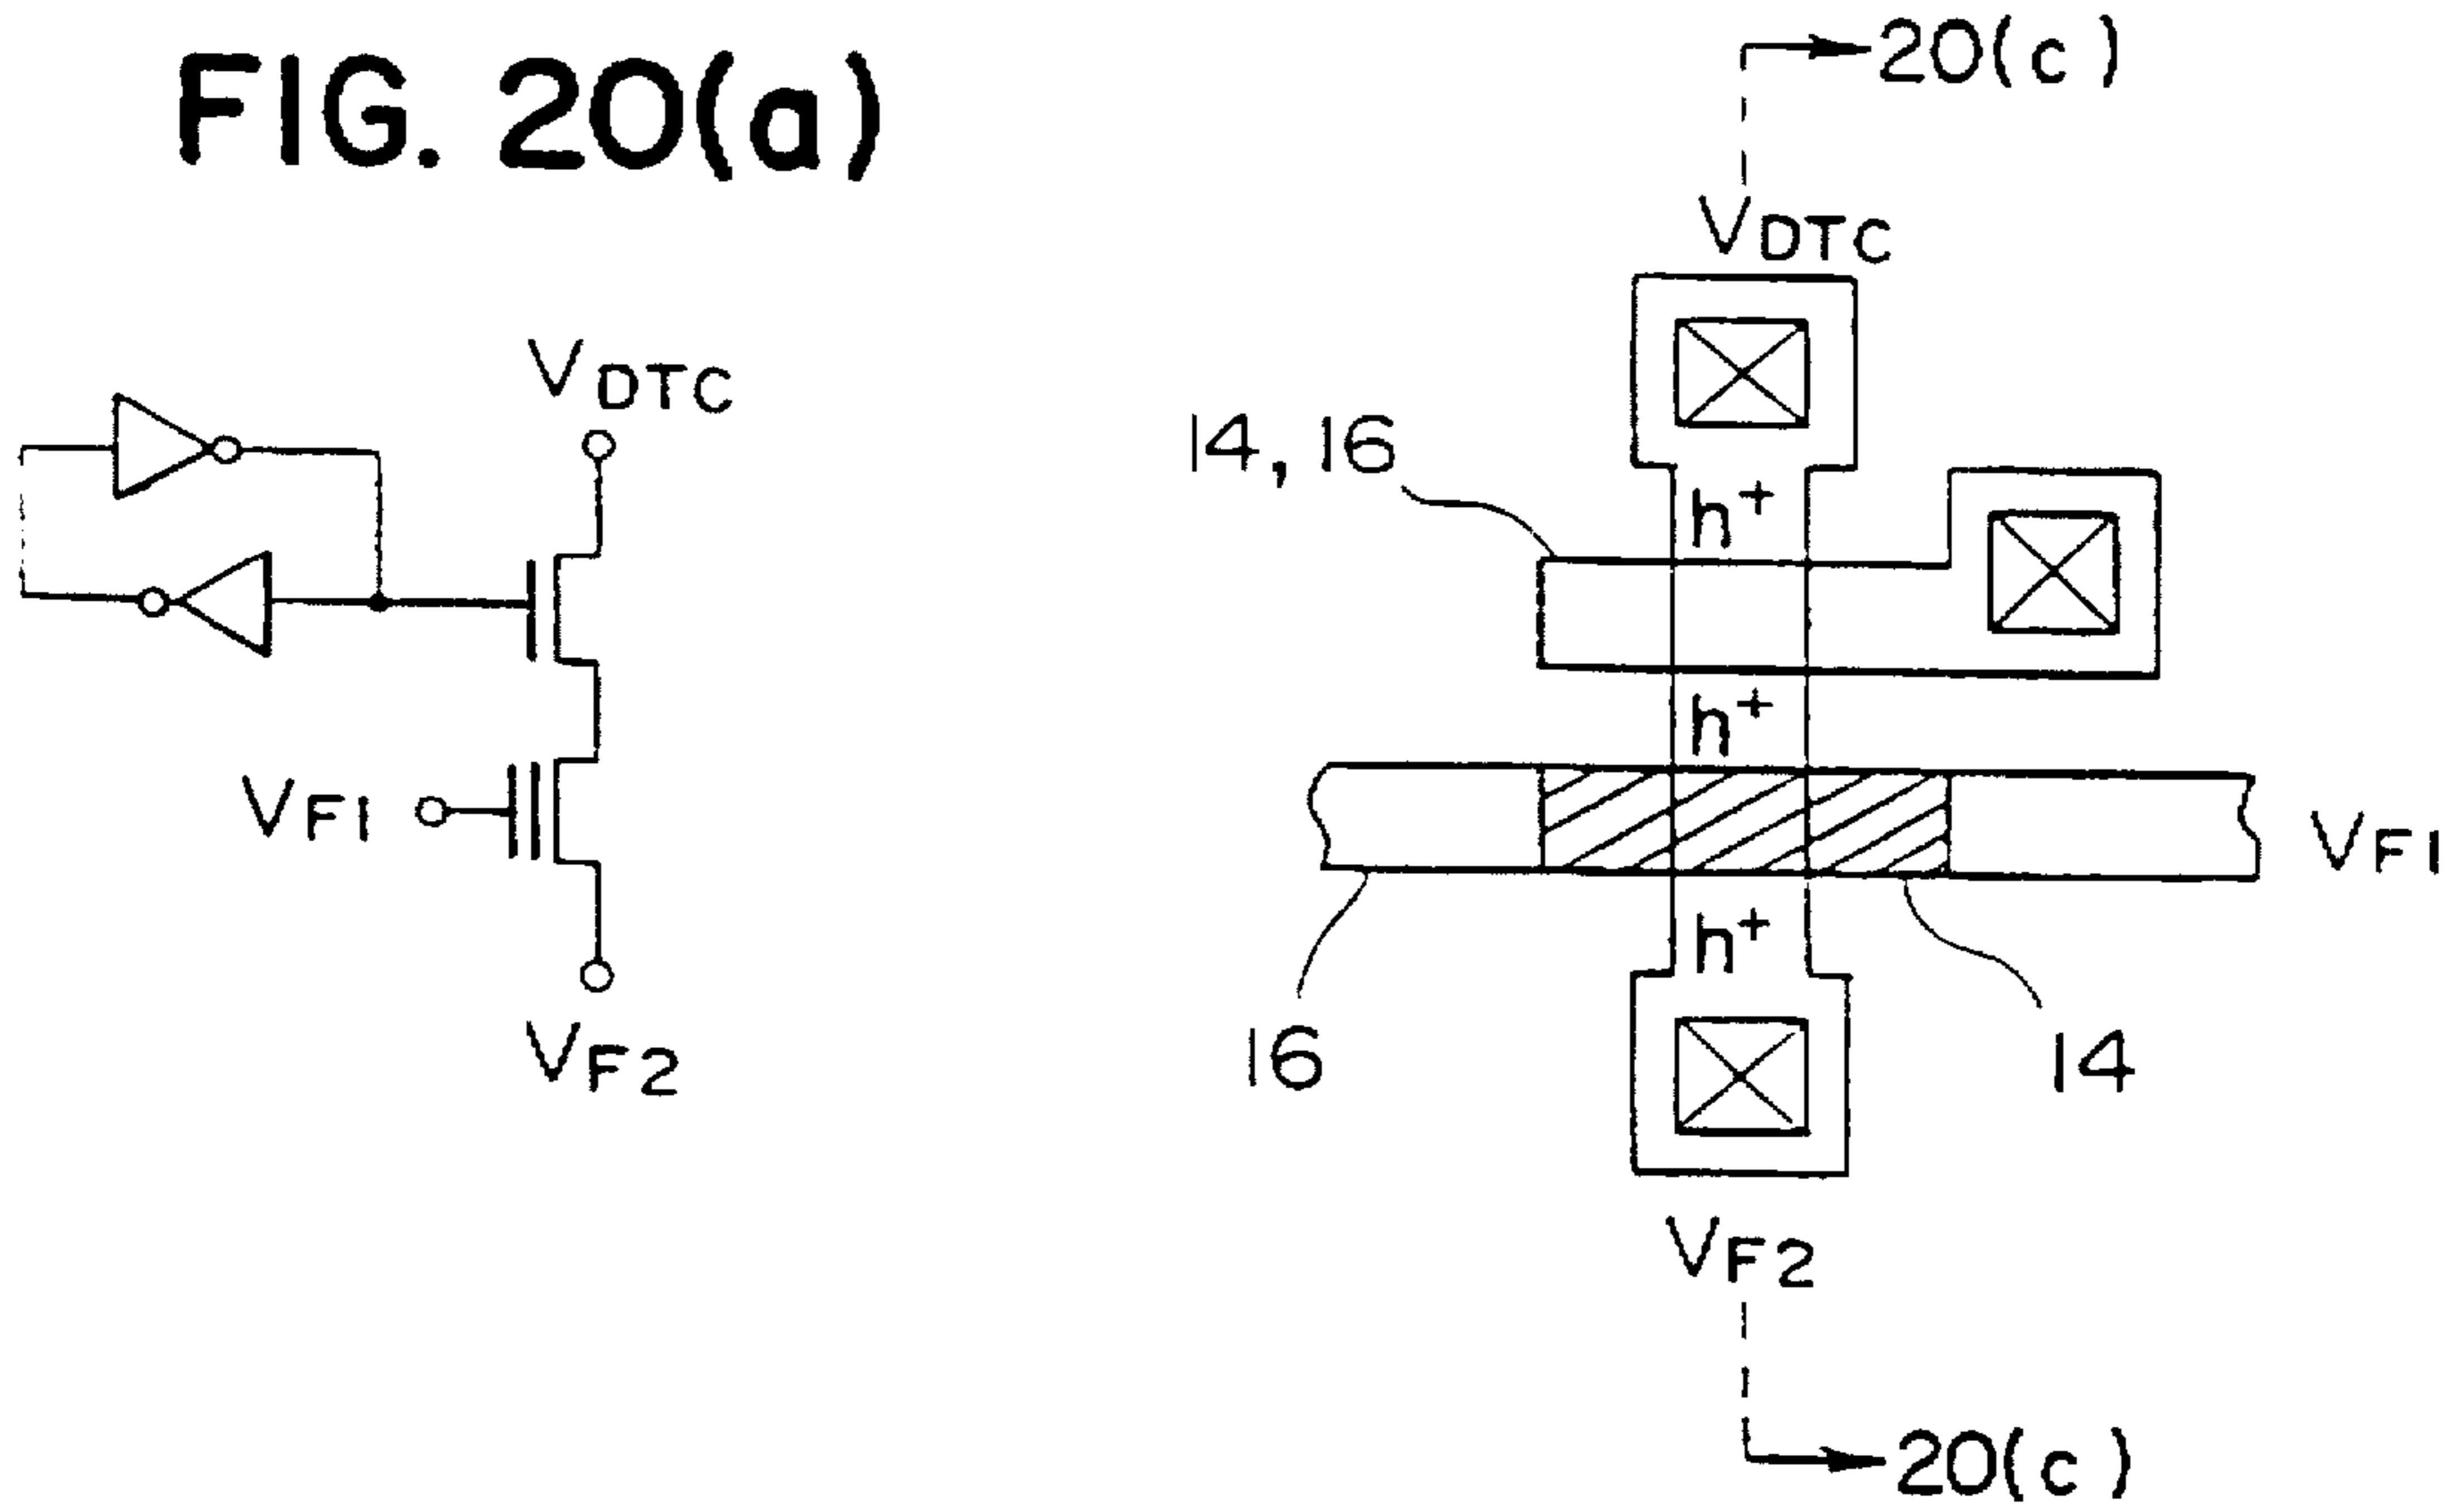 FIG. 20(a)
VDTC
VF1
VF2
20(c)
VDTC
14,16
h+
h+
VF1
h+
16
14
VF2
20(c)